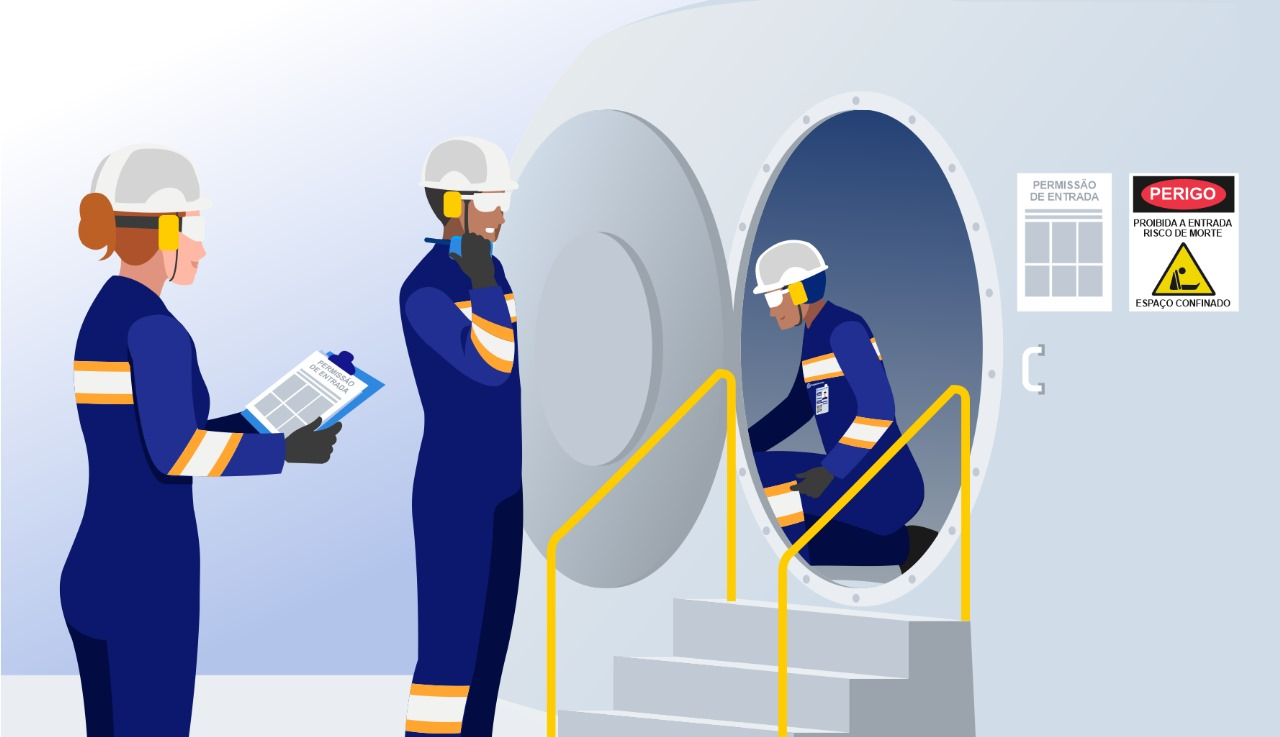 PERMISSÃO
DE ENTRADA
PERMISSÃO
DE ENTRADA
PERIGO
PROIBIDA A ENTRADA
RISCO DE MORTE
ESPAÇO CONFINADO